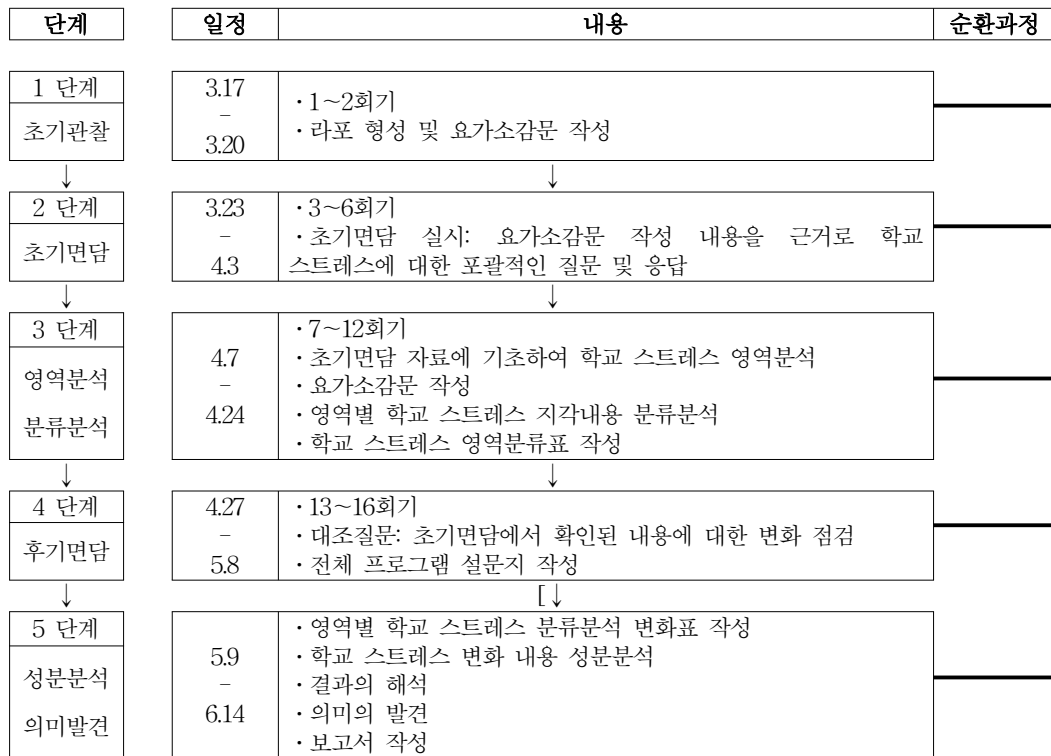 단계 일정 내용 순환과정
1 단계
초기관찰
3.17
-
3.20
·1~2회기
·라포 형성 및 요가소감문 작성
↓ ↓
2 단계
초기면담
3.23
-
4.3
·3~6회기
·초기면담 실시: 요가소감문 작성 내용을 근거로 학교
스트레스에 대한 포괄적인 질문 및 응답
↓ ↓
3 단계
영역분석
분류분석
4.7
-
4.24
·7~12회기
·초기면담 자료에 기초하여 학교 스트레스 영역분석
·요가소감문 작성
·영역별 학교 스트레스 지각내용 분류분석
·학교 스트레스 영역분류표 작성
↓ ↓
4 단계
후기면담
4.27
-
5.8
·13~16회기
·대조질문: 초기면담에서 확인된 내용에 대한 변화 점검
·전체 프로그램 설문지 작성
↓ [↓
5 단계
성분분석
의미발견
5.9
-
6.14
·영역별 학교 스트레스 분류분석 변화표 작성
·학교 스트레스 변화 내용 성분분석
·결과의 해석
·의미의 발견
·보고서 작성